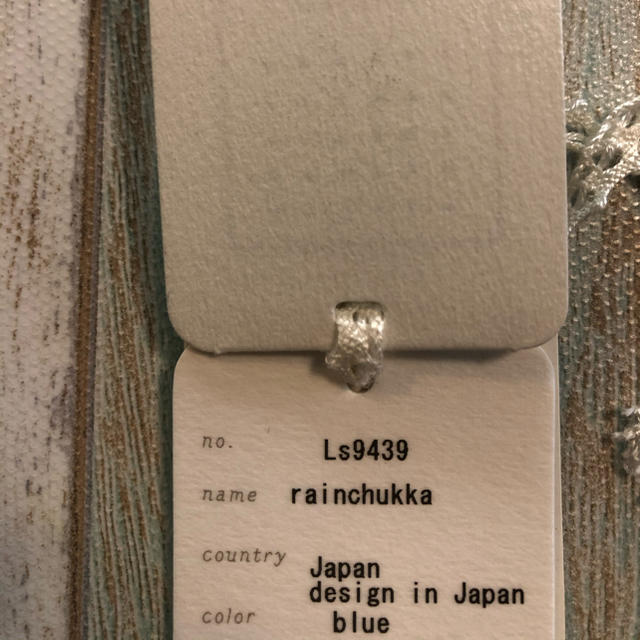 no. Ls9439
name rainchukka
country Japan
design in Japan
color blue